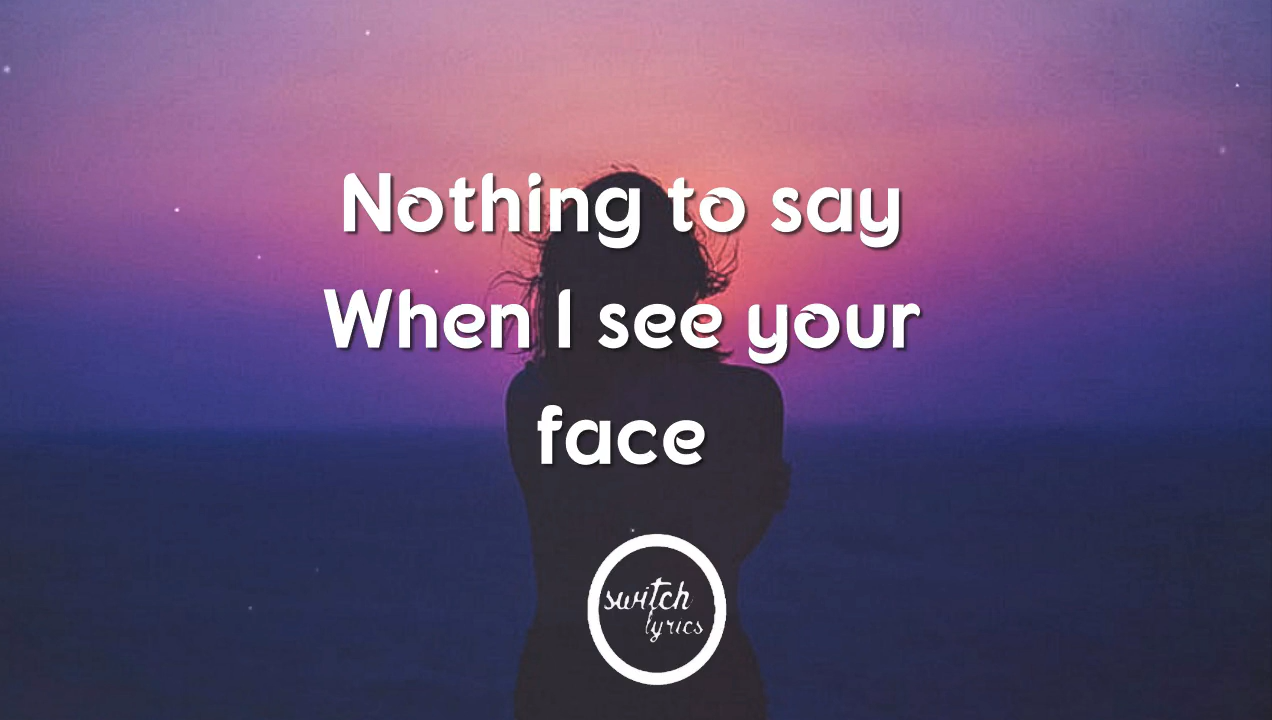 Nothing to say
When I see your
face
switch
lyrics